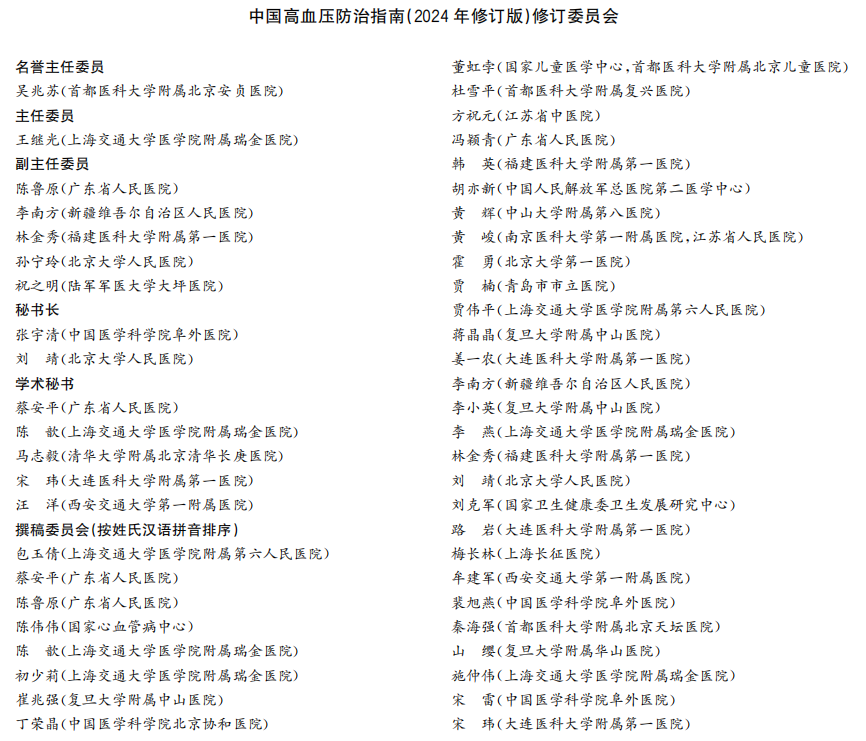 中国高血压防治指南(2024年修订版)修订委员会
名誉主任委员
吴兆苏(首都医科大学附属北京安贞医院)
主任委员
王继光(上海交通大学医学院附属瑞金医院)
副主任委员
陈鲁原(广东省人民医院)
李南方(新疆维吾尔自治区人民医院)
林金秀(福建医科大学附属第一医院)
孙宁玲(北京大学人民医院)
祝之明(陆军军医大学大坪医院)
秘书长
张宇清(中国医学科学院阜外医院)
刘　靖(北京大学人民医院)
学术秘书
蔡安平(广东省人民医院)
陈　歆(上海交通大学医学院附属瑞金医院)
马志毅(清华大学附属北京清华长庚医院)
宋　玮(大连医科大学附属第一医院)
汪　洋(西安交通大学第一附属医院)
撰稿委员会(按姓氏汉语拼音排序)
包玉倩(上海交通大学医学院附属第六人民医院)
蔡安平(广东省人民医院)
陈鲁原(广东省人民医院)
陈伟伟(国家心血管病中心)
陈　歆(上海交通大学医学院附属瑞金医院)
初少莉(上海交通大学医学院附属瑞金医院)
崔兆强(复旦大学附属中山医院)
丁荣晶(中国医学科学院北京协和医院)
董虹孛(国家儿童医学中心,首都医科大学附属北京儿童医院)
杜雪平(首都医科大学附属复兴医院)
方祝元(江苏省中医院)
冯颖青(广东省人民医院)
韩　英(福建医科大学附属第一医院)
胡亦新(中国人民解放军总医院第二医学中心)
黄　辉(中山大学附属第八医院)
黄　峻(南京医科大学第一附属医院,江苏省人民医院)
霍　勇(北京大学第一医院)
贾　楠(青岛市市立医院)
贾伟平(上海交通大学医学院附属第六人民医院)
蒋晶晶(复旦大学附属中山医院)
姜一农(大连医科大学附属第一医院)
李南方(新疆维吾尔自治区人民医院)
李小英(复旦大学附属中山医院)
李　燕(上海交通大学医学院附属瑞金医院)
林金秀(福建医科大学附属第一医院)
刘　靖(北京大学人民医院)
刘克军(国家卫生健康委卫生发展研究中心)
路　岩(大连医科大学附属第一医院)
梅长林(上海长征医院)
牟建军(西安交通大学第一附属医院)
裴旭燕(中国医学科学院阜外医院)
秦海强(首都医科大学附属北京天坛医院)
山　缨(复旦大学附属华山医院)
施仲伟(上海交通大学医学院附属瑞金医院)
宋　雷(中国医学科学院阜外医院)
宋　玮(大连医科大学附属第一医院)